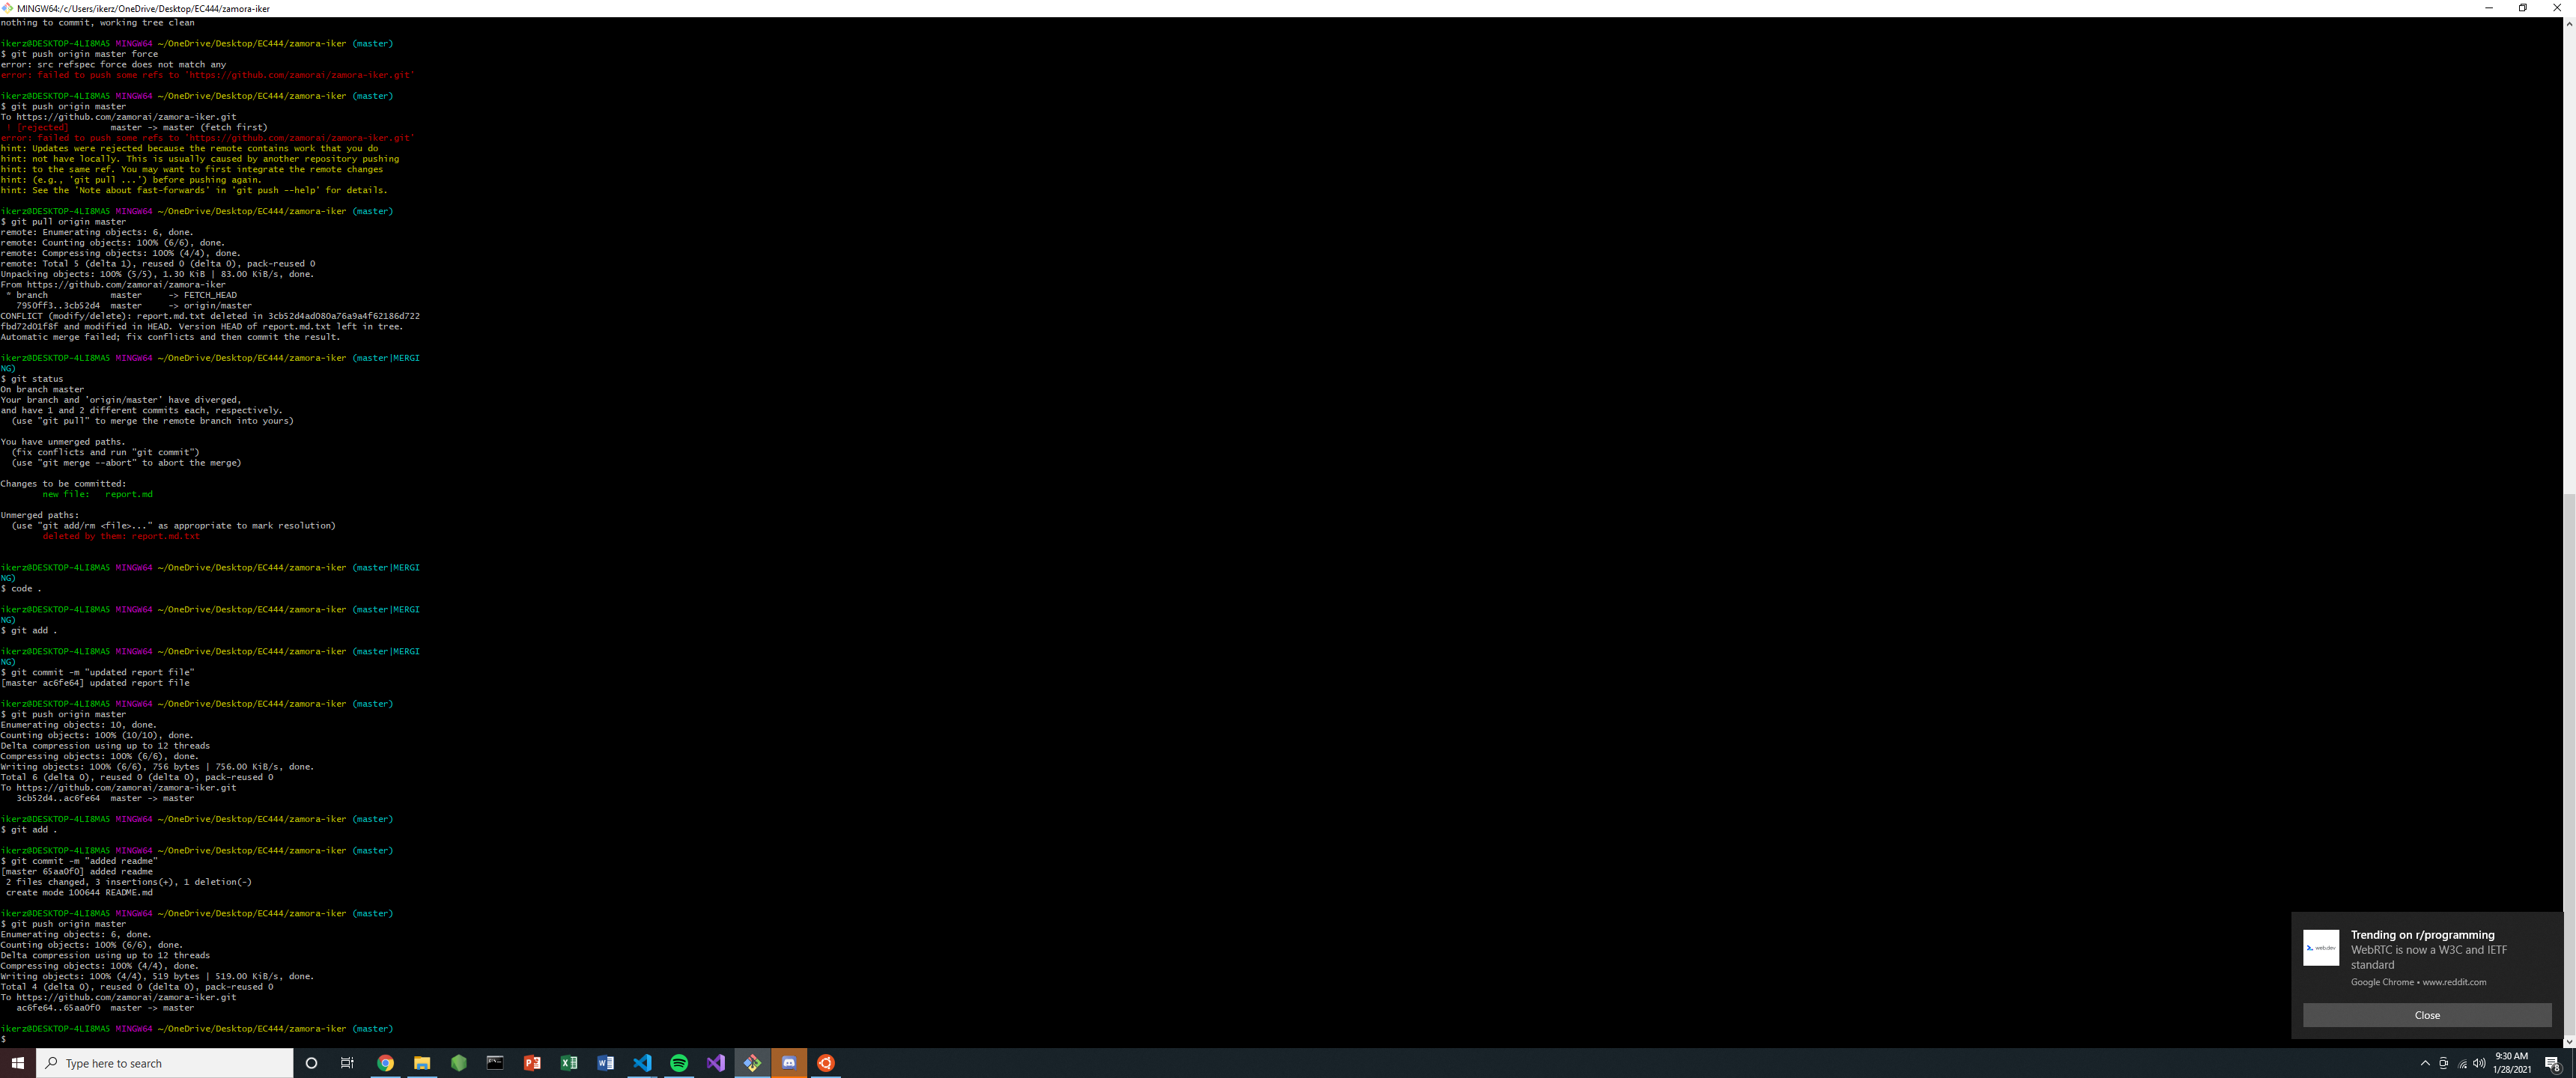 MINGW64:/c/Users/ikerz/OneDrive/Desktop/EC444/zamora-iker
nothing to commit, working tree clean
ikerz@DESKTOP-4LI8MA5 MINGW64 ~/OneDrive/Desktop/EC444/zamora-iker (master)
$ git push origin master force
error: src refspec force does not match any
error: failed to push some refs to 'https://github.com/zamorai/zamora-iker.git'
ikerz@DESKTOP-4LI8MA5 MINGW64 ~/OneDrive/Desktop/EC444/zamora-iker (master)
$ git push origin master
To https://github.com/zamorai/zamora-iker.git
! [rejected]        master -> master (fetch first)
error: failed to push some refs to 'https://github.com/zamorai/zamora-iker.git'
hint: Updates were rejected because the remote contains work that you do
hint: not have locally. This is usually caused by another repository pushing
hint: to the same ref. You may want to first integrate the remote changes
hint: (e.g., 'git pull ...') before pushing again.
hint: See the 'Note about fast-forwards' in 'git push --help' for details.
ikerz@DESKTOP-4LI8MA5 MINGW64 ~/OneDrive/Desktop/EC444/zamora-iker (master)
$ git pull origin master
remote: Enumerating objects: 6, done.
remote: Counting objects: 100% (6/6), done.
remote: Compressing objects: 100% (4/4), done.
remote: Total 5 (delta 1), reused 0 (delta 0), pack-reused 0
Unpacking objects: 100% (5/5), 1.30 KiB | 83.00 KiB/s, done.
From https://github.com/zamorai/zamora-iker
* branch            master     -> FETCH_HEAD
7950ff3..3cb52d4  master     -> origin/master
CONFLICT (modify/delete): report.md.txt deleted in 3cb52d4ad080a76a9a4f62186d722
fbd72d01f8f and modified in HEAD. Version HEAD of report.md.txt left in tree.
Automatic merge failed; fix conflicts and then commit the result.
ikerz@DESKTOP-4LI8MA5 MINGW64 ~/OneDrive/Desktop/EC444/zamora-iker (master|MERGI
NG)
$ git status
On branch master
Your branch and 'origin/master' have diverged,
and have 1 and 2 different commits each, respectively.
(use "git pull" to merge the remote branch into yours)
You have unmerged paths.
(fix conflicts and run "git commit")
(use "git merge --abort" to abort the merge)
Changes to be committed:
new file:   report.md
Unmerged paths:
(use "git add/rm <file>..." as appropriate to mark resolution)
deleted by them: report.md.txt
ikerz@DESKTOP-4LI8MA5 MINGW64 ~/OneDrive/Desktop/EC444/zamora-iker (master|MERGI
NG)
$ code .
ikerz@DESKTOP-4LI8MA5 MINGW64 ~/OneDrive/Desktop/EC444/zamora-iker (master|MERGI
NG)
$ git add .
ikerz@DESKTOP-4LI8MA5 MINGW64 ~/OneDrive/Desktop/EC444/zamora-iker (master|MERGI
NG)
$ git commit -m "updated report file"
[master ac6fe64] updated report file
ikerz@DESKTOP-4LI8MA5 MINGW64 ~/OneDrive/Desktop/EC444/zamora-iker (master)
$ git push origin master
Enumerating objects: 10, done.
Counting objects: 100% (10/10), done.
Delta compression using up to 12 threads
Compressing objects: 100% (6/6), done.
Writing objects: 100% (6/6), 756 bytes | 756.00 KiB/s, done.
Total 6 (delta 0), reused 0 (delta 0), pack-reused 0
To https://github.com/zamorai/zamora-iker.git
3cb52d4..ac6fe64  master -> master
ikerz@DESKTOP-4LI8MA5 MINGW64 ~/OneDrive/Desktop/EC444/zamora-iker (master)
$ git add .
ikerz@DESKTOP-4LI8MA5 MINGW64 ~/OneDrive/Desktop/EC444/zamora-iker (master)
$ git commit -m "added readme"
[master 65aa0f0] added readme
2 files changed, 3 insertions(+), 1 deletion(-)
create mode 100644 README.md
ikerz@DESKTOP-4LI8MA5 MINGW64 ~/OneDrive/Desktop/EC444/zamora-iker (master)
$ git push origin master
Enumerating objects: 6, done.
Counting objects: 100% (6/6), done.
Delta compression using up to 12 threads
Compressing objects: 100% (4/4), done.
Writing objects: 100% (4/4), 519 bytes | 519.00 KiB/s, done.
Total 4 (delta 0), reused 0 (delta 0), pack-reused 0
To https://github.com/zamorai/zamora-iker.git
ac6fe64..65aa0f0  master -> master
ikerz@DESKTOP-4LI8MA5 MINGW64 ~/OneDrive/Desktop/EC444/zamora-iker (master)
$
web.dev
Trending on r/programming
WebRTC is now a W3C and IETF
standard
Google Chrome • www.reddit.com
Close
Type here to search
9:30 AM
1/28/2021
8